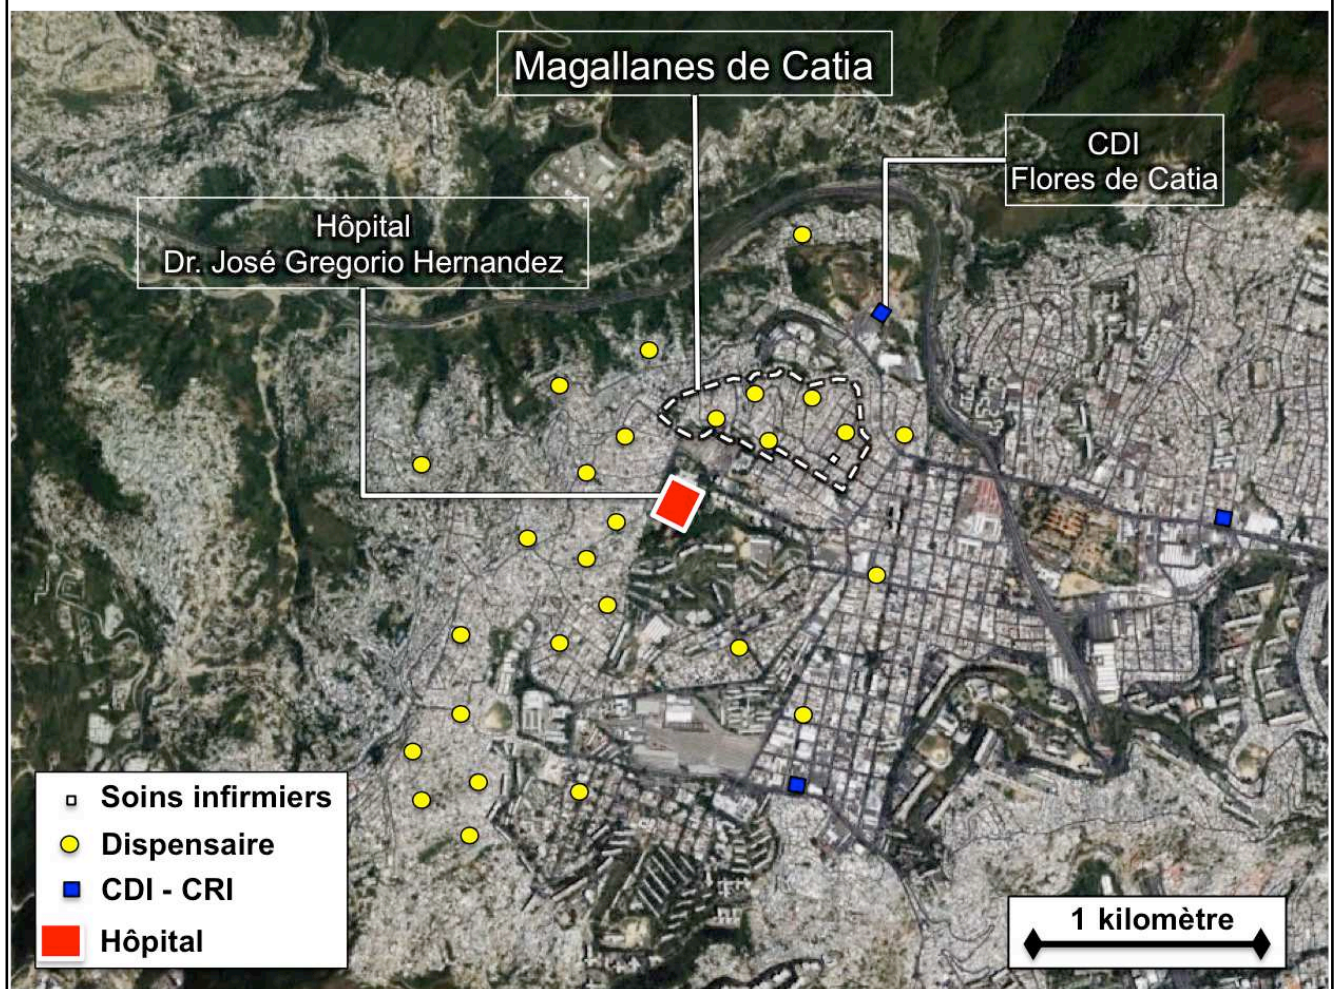 Magallanes de Catia
CDI
Flores de Catia
Hôpital
Dr. José Gregorio Hernandez
Soins infirmiers
Dispensaire
CDI - CRI
Hôpital
1 kilomètre